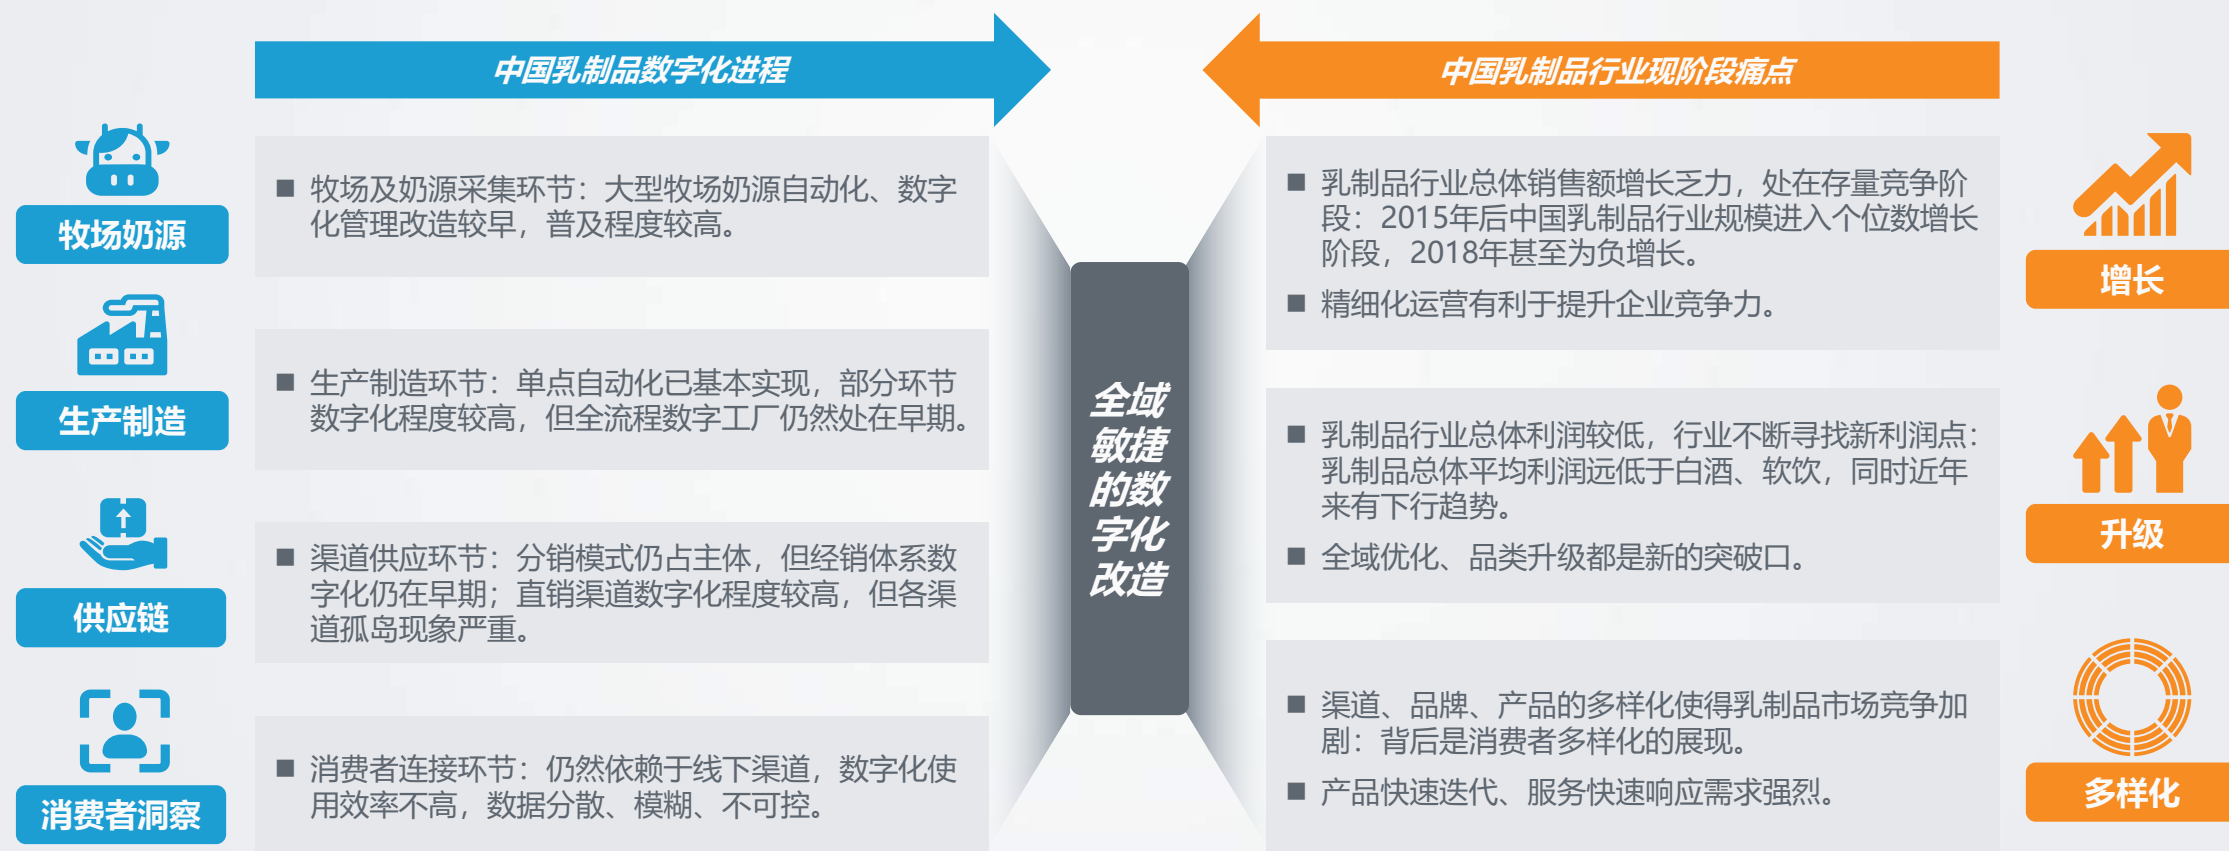 中国乳制品数字化进程
牧场奶源
牧场及奶源采集环节：大型牧场奶源自动化、数字
化管理改造较早，普及程度较高。
生产制造
生产制造环节：单点自动化已基本实现，部分环节
数字化程度较高，但全流程数字工厂仍然处在早期。
供应链
渠道供应环节：分销模式仍占主体，但经销体系数
字化仍在早期；直销渠道数字化程度较高，但各渠
道孤岛现象严重。
消费者洞察
消费者连接环节：仍然依赖于线下渠道，数字化使
用效率不高，数据分散、模糊、不可控。
全域
敏捷
的数
字化
改造
中国乳制品行业现阶段痛点
乳制品行业总体销售额增长乏力，处在存量竞争阶
段：2015年后中国乳制品行业规模进入个位数增长
阶段，2018年甚至为负增长。
精细化运营有利于提升企业竞争力。
增长
乳制品行业总体利润较低，行业不断寻找新利润点：
乳制品总体平均利润远低于白酒、软饮，同时近年
来有下行趋势。
全域优化、品类升级都是新的突破口。
升级
渠道、品牌、产品的多样化使得乳制品市场竞争加
剧：背后是消费者多样化的展现。
产品快速迭代、服务快速响应需求强烈。
多样化